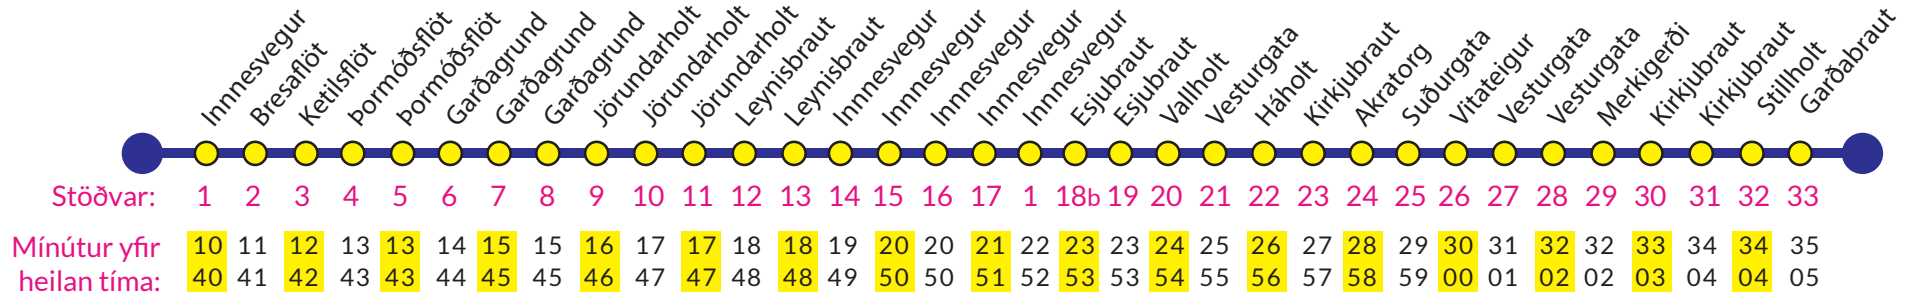 Innnesvegur
Bresaflöt
Ketilsflöt
Þormóðsflöt
Þormóðsflöt
Garðagrund
Garðagrund
Garðagrund
Jörundarholt
Jörundarholt
Jörundarholt
Leynisbraut
Leynisbraut
Innnesvegur
Innnesvegur
Innnesvegur
Innnesvegur
Innnesvegur
Esjubraut
Esjubraut
Vallholt
Vesturgata
Háholt
Kirkjubraut
Akratorg
Suðurgata
Vitateigur
Vesturgata
Vesturgata
Merkigerði
Kirkjubraut
Kirkjubraut
Stillholt
Garðabraut
Stöðvar: 1 2 3 4 5 6 7 8 9 10 11 12 13 14 15 16 17 1 18b 19 20 21 22 23 24 25 26 27 28 29 30 31 32 33
Mínútur yfir 10 11 12 13 13 14 15 15 16 17 17 18 18 19 20 20 21 22 23 23 24 25 26 27 28 29 30 31 32 32 33 34 34 35
heilan tíma: 40 41 42 43 43 44 45 45 46 47 47 48 48 49 50 50 51 52 53 53 54 55 56 57 58 59 00 01 02 02 03 04 04 05